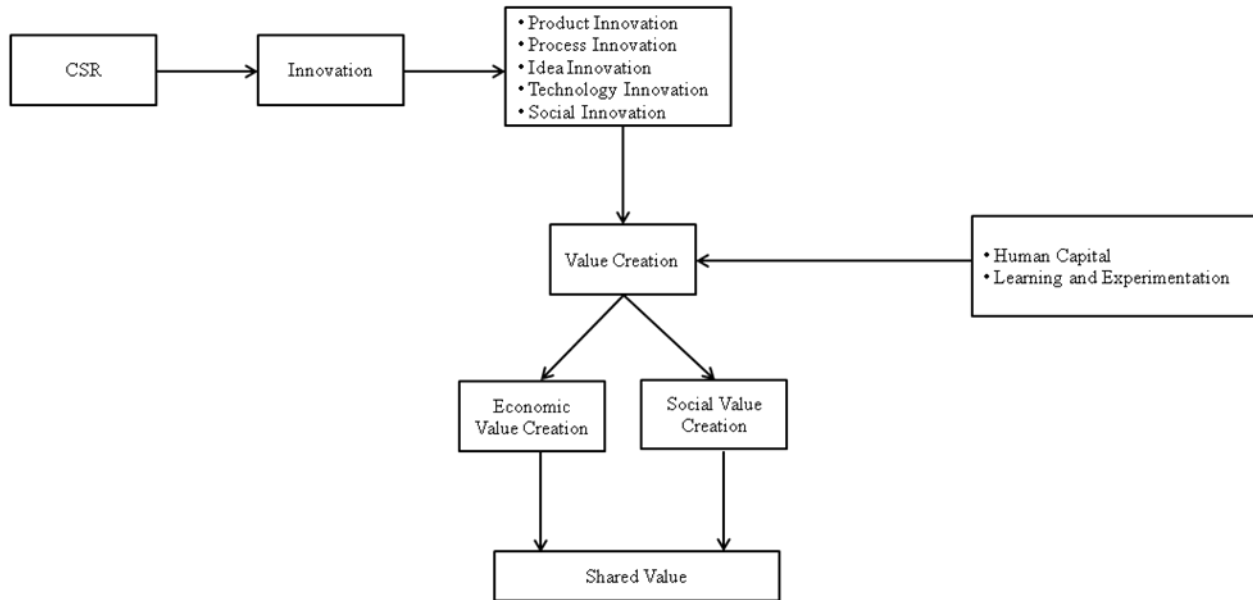 CSR
Innovation
• Product Innovation
• Process Innovation
• Idea Innovation
• Technology Innovation
• Social Innovation
Value Creation
• Human Capital
• Learning and Experimentation
Economic
Value Creation
Social Value
Creation
Shared Value